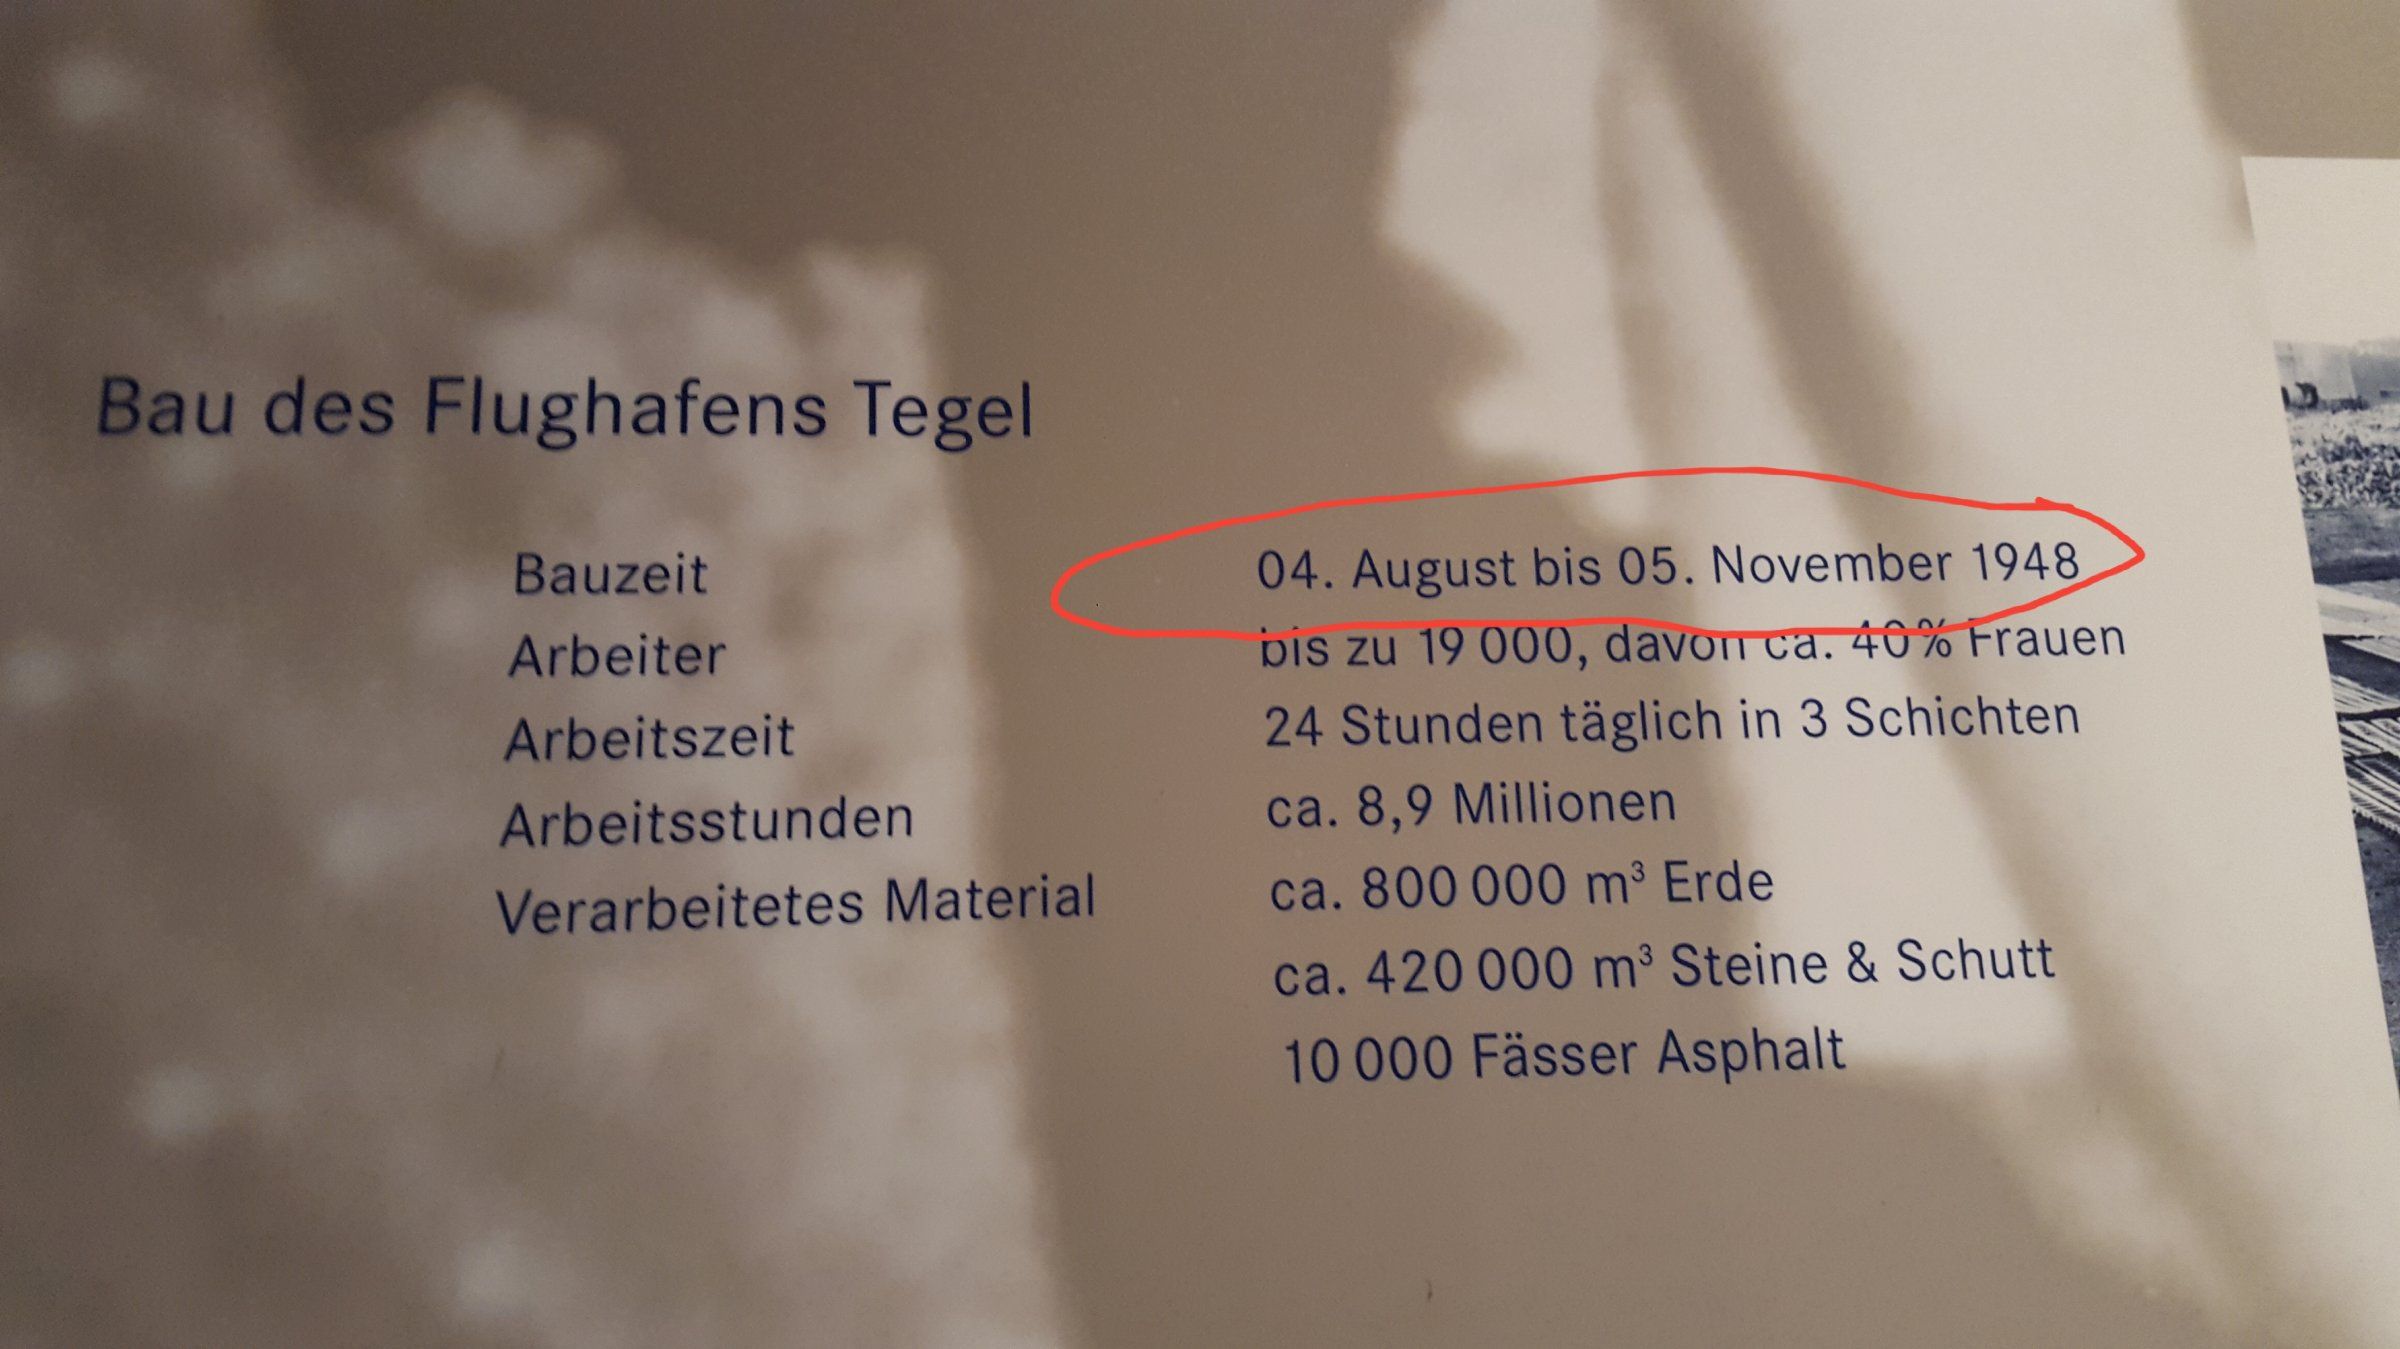 Bau des Flughafens Tegel
Bauzeit 04. August bis 05. November 1948
Arbeiter bis zu 19 000, davon ca. 40% Frauen
Arbeitszeit 24 Stunden täglich in 3 Schichten
Arbeitsstunden ca. 8,9 Millionen
Verarbeitetes Material ca. 800 000 m³ Erde
ca. 420 000 m³ Steine & Schutt
10 000 Fässer Asphalt